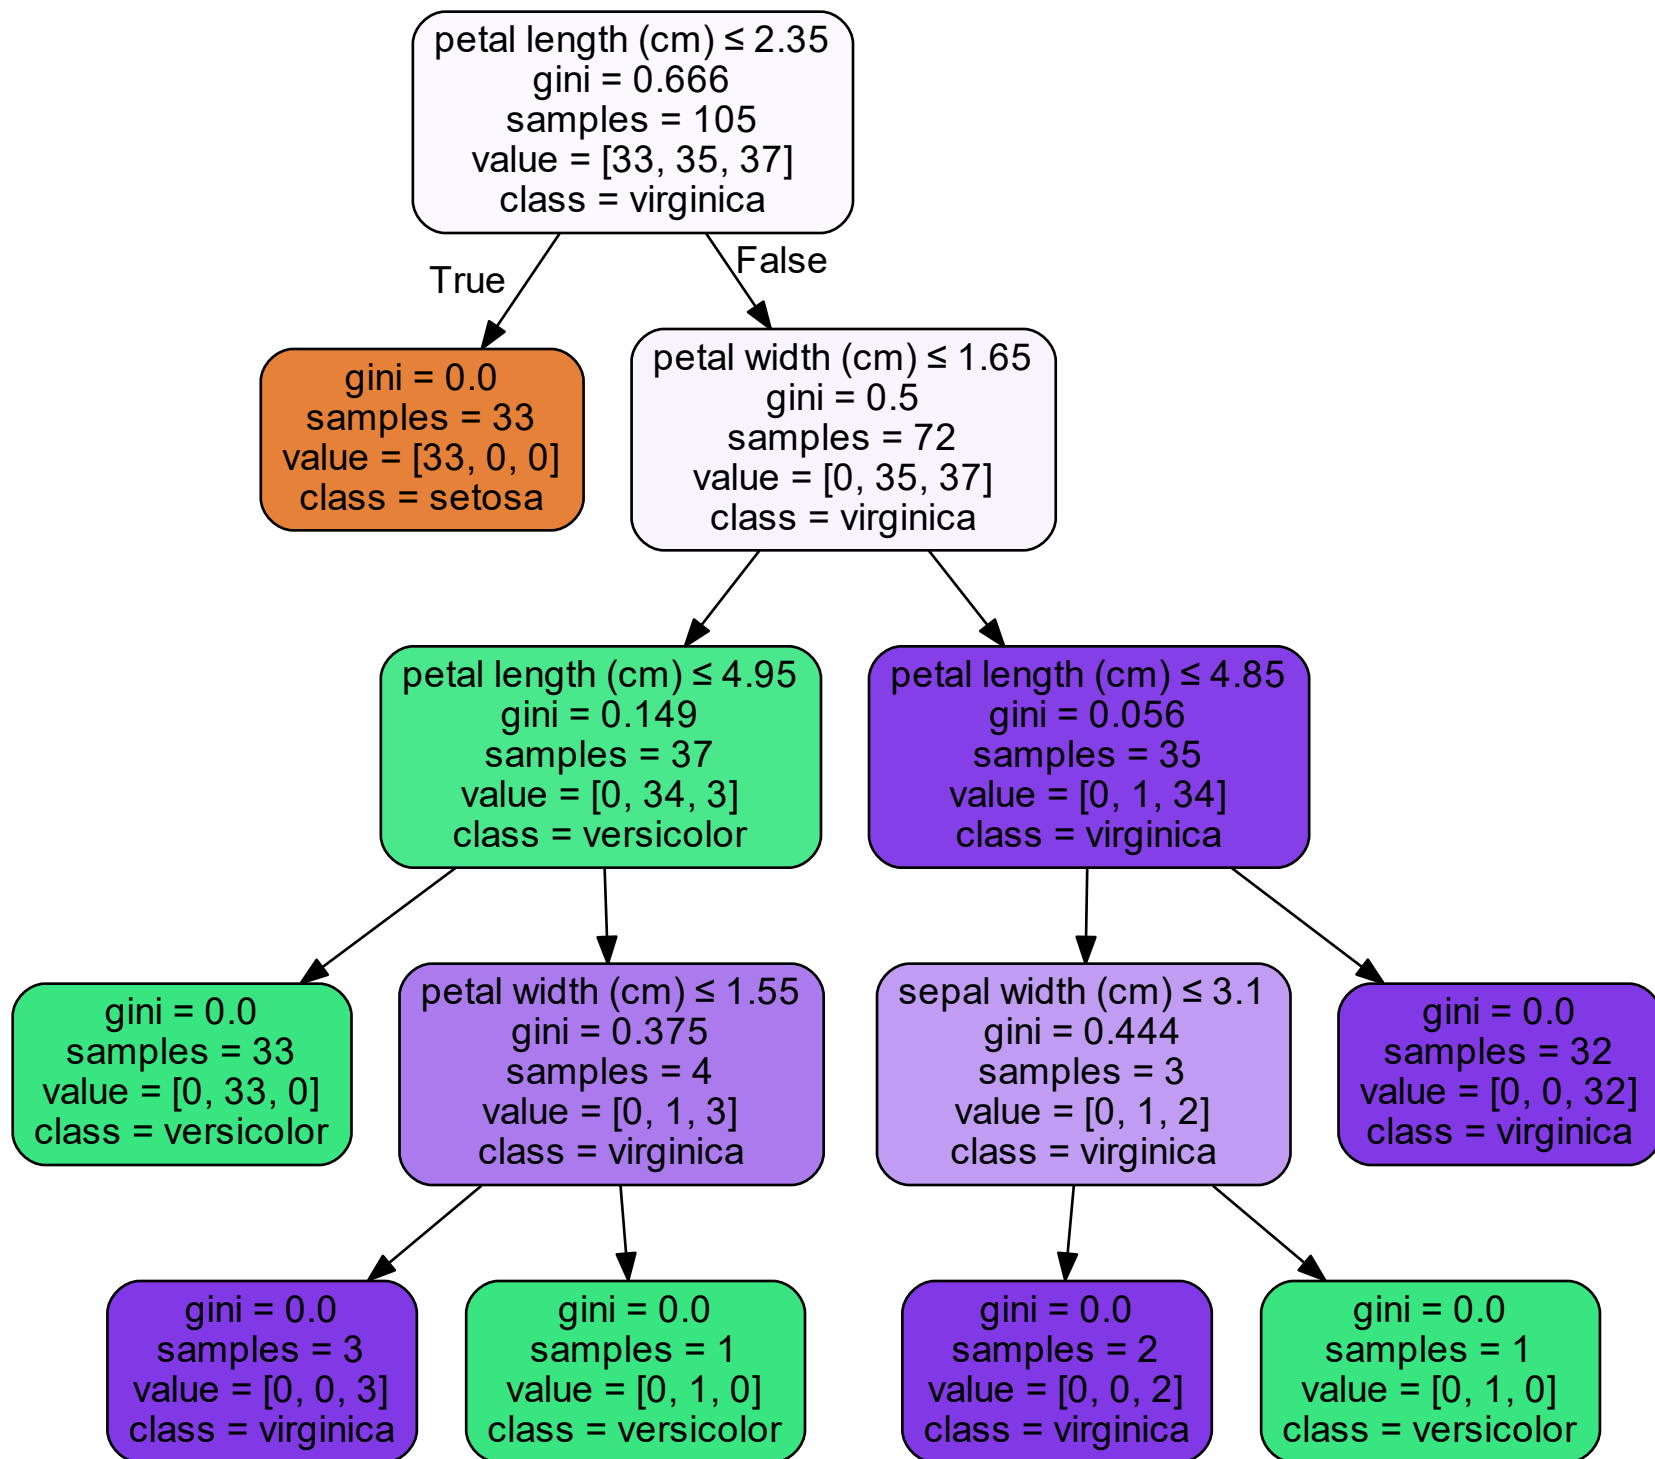 petal length (cm) ≤ 2.35
gini = 0.666
samples = 105
value = [33, 35, 37]
class = virginica
True
False
gini = 0.0
samples = 33
value = [33, 0, 0]
class = setosa
petal width (cm) ≤ 1.65
gini = 0.5
samples = 72
value = [0, 35, 37]
class = virginica
petal length (cm) ≤ 4.95
gini = 0.149
samples = 37
value = [0, 34, 3]
class = versicolor
petal length (cm) ≤ 4.85
gini = 0.056
samples = 35
value = [0, 1, 34]
class = virginica
gini = 0.0
samples = 33
value = [0, 33, 0]
class = versicolor
petal width (cm) ≤ 1.55
gini = 0.375
samples = 4
value = [0, 1, 3]
class = virginica
sepal width (cm) ≤ 3.1
gini = 0.444
samples = 3
value = [0, 1, 2]
class = virginica
gini = 0.0
samples = 32
value = [0, 0, 32]
class = virginica
gini = 0.0
samples = 3
value = [0, 0, 3]
class = virginica
gini = 0.0
samples = 1
value = [0, 1, 0]
class = versicolor
gini = 0.0
samples = 2
value = [0, 0, 2]
class = virginica
gini = 0.0
samples = 1
value = [0, 1, 0]
class = versicolor